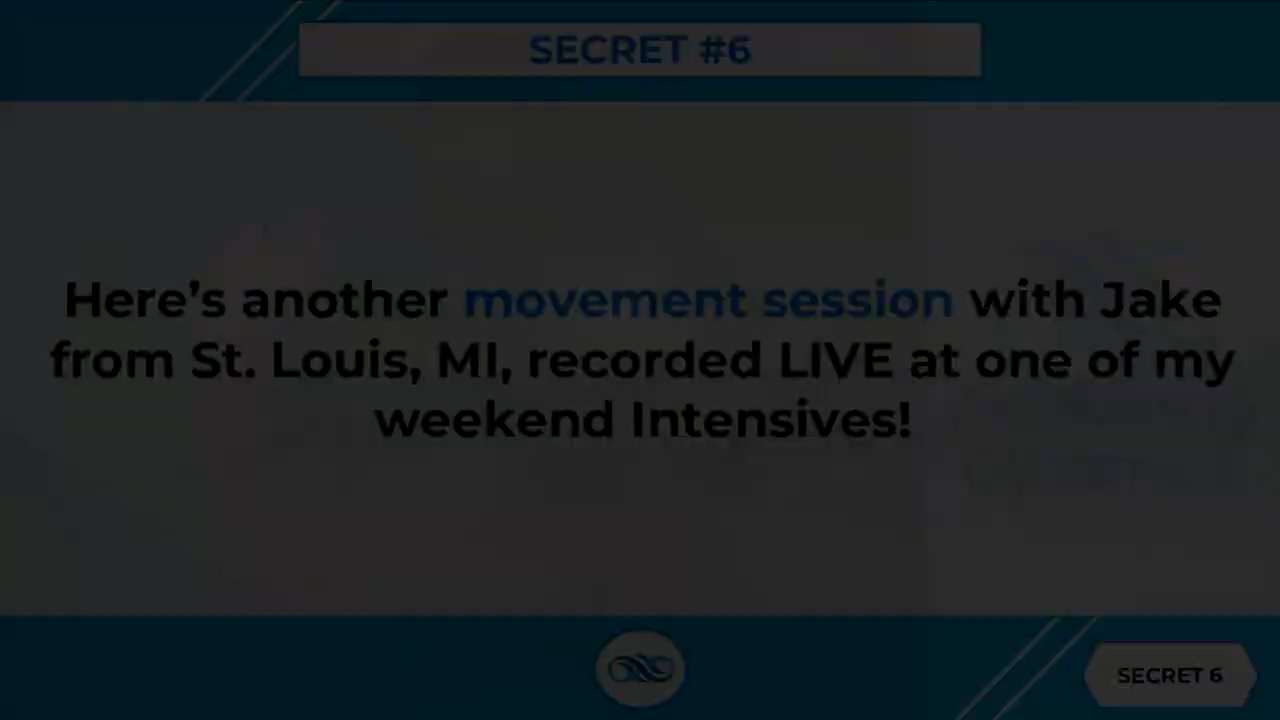 SECRET #6
Here's another movement session with Jake
from St. Louis, MI, recorded LIVE at one of my
weekend Intensives!
SECRET 6